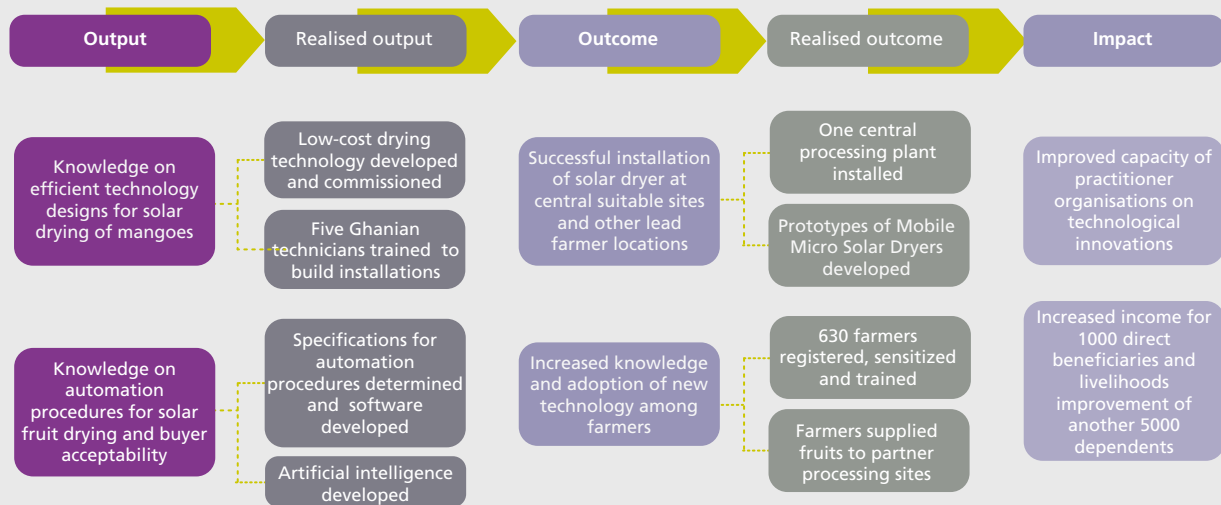 Output
Realised output
Outcome
Realised outcome
Impact
Knowledge on
efficient technology
designs for solar
drying of mangoes
Low-cost drying
technology developed
and commissioned
Five Ghanian
technicians trained to
build installations
Successful installation
of solar dryer at
central suitable sites
and other lead
farmer locations
One central
processing plant
installed
Prototypes of Mobile
Micro Solar Dryers
developed
Improved capacity of
practitioner
organisations on
technological
innovations
Knowledge on
automation
procedures for solar
fruit drying and buyer
acceptability
Specifications for
automation
procedures determined
and software
developed
Artificial intelligence
developed
Increased knowledge
and adoption of new
technology among
farmers
630 farmers
registered, sensitized
and trained
Farmers supplied
fruits to partner
processing sites
Increased income for
1000 direct
beneficiaries and
livelihoods
improvement of
another 5000
dependents